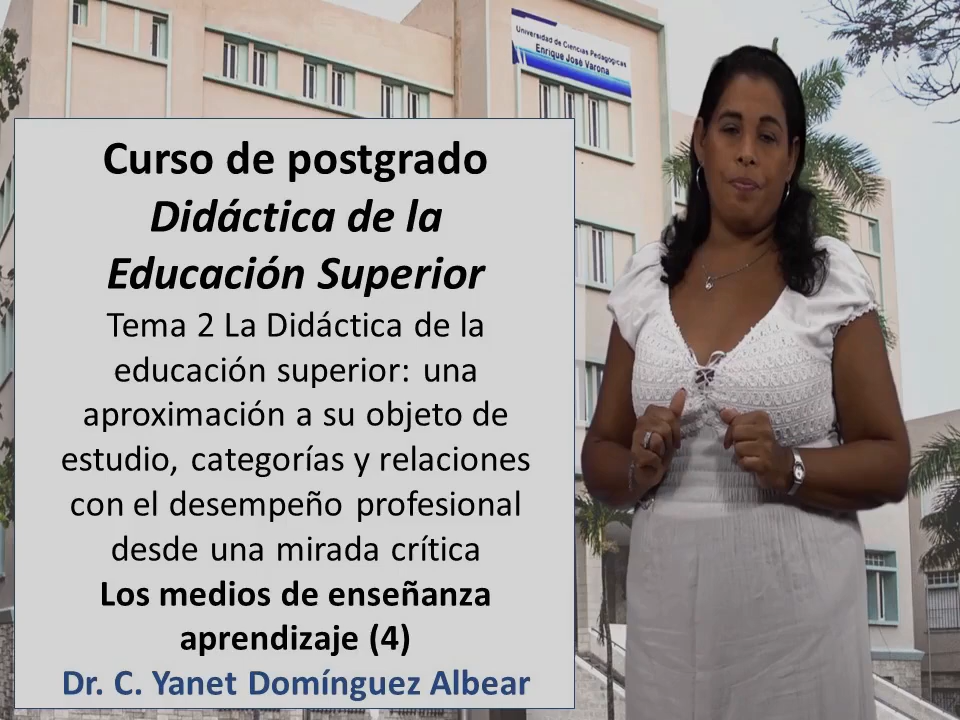 Universidad de Ciencias Pedagógicas
Enrique José Varona
Curso de postgrado
Didáctica de la
Educación Superior
Tema 2 La Didáctica de la
educación superior: una
aproximación a su objeto de
estudio, categorías y relaciones
con el desempeño profesional
desde una mirada crítica
Los medios de enseñanza
aprendizaje (4)
Dr. C. Yanet Domínguez Albear